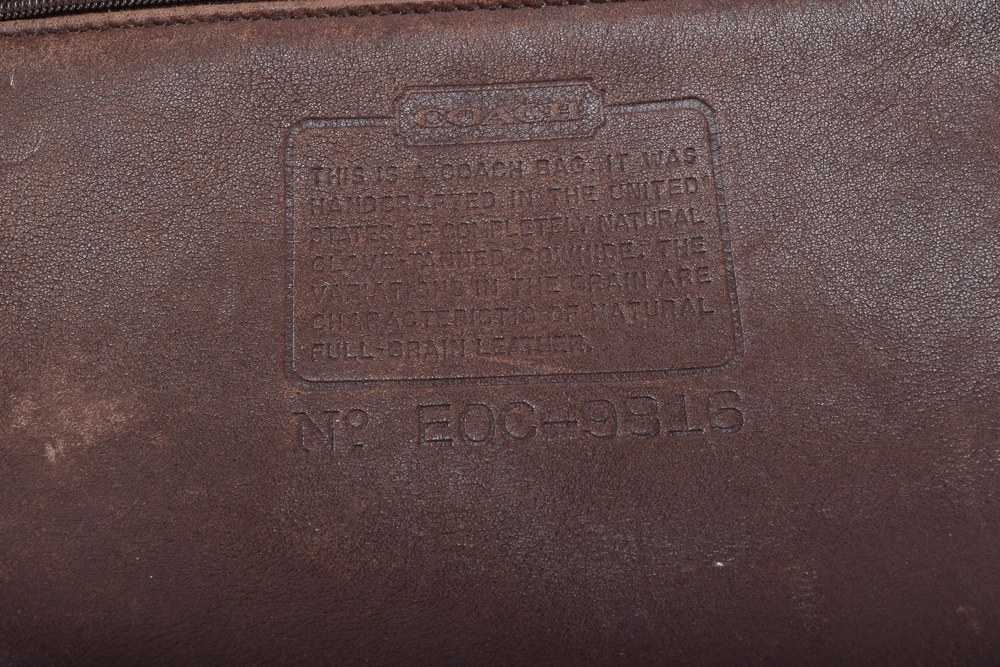 COACH
THIS IS A COACH BAG. IT WAS
HANDCRAFTED IN THE UNITED
STATES OF COMPLETELY NATURAL
GLOVE-TANNED COWHIDE. THE
VARIATIONS IN THE GRAIN ARE
CHARACTERISTIC OF NATURAL
FULL-GRAIN LEATHER.
Nº EOC-9816